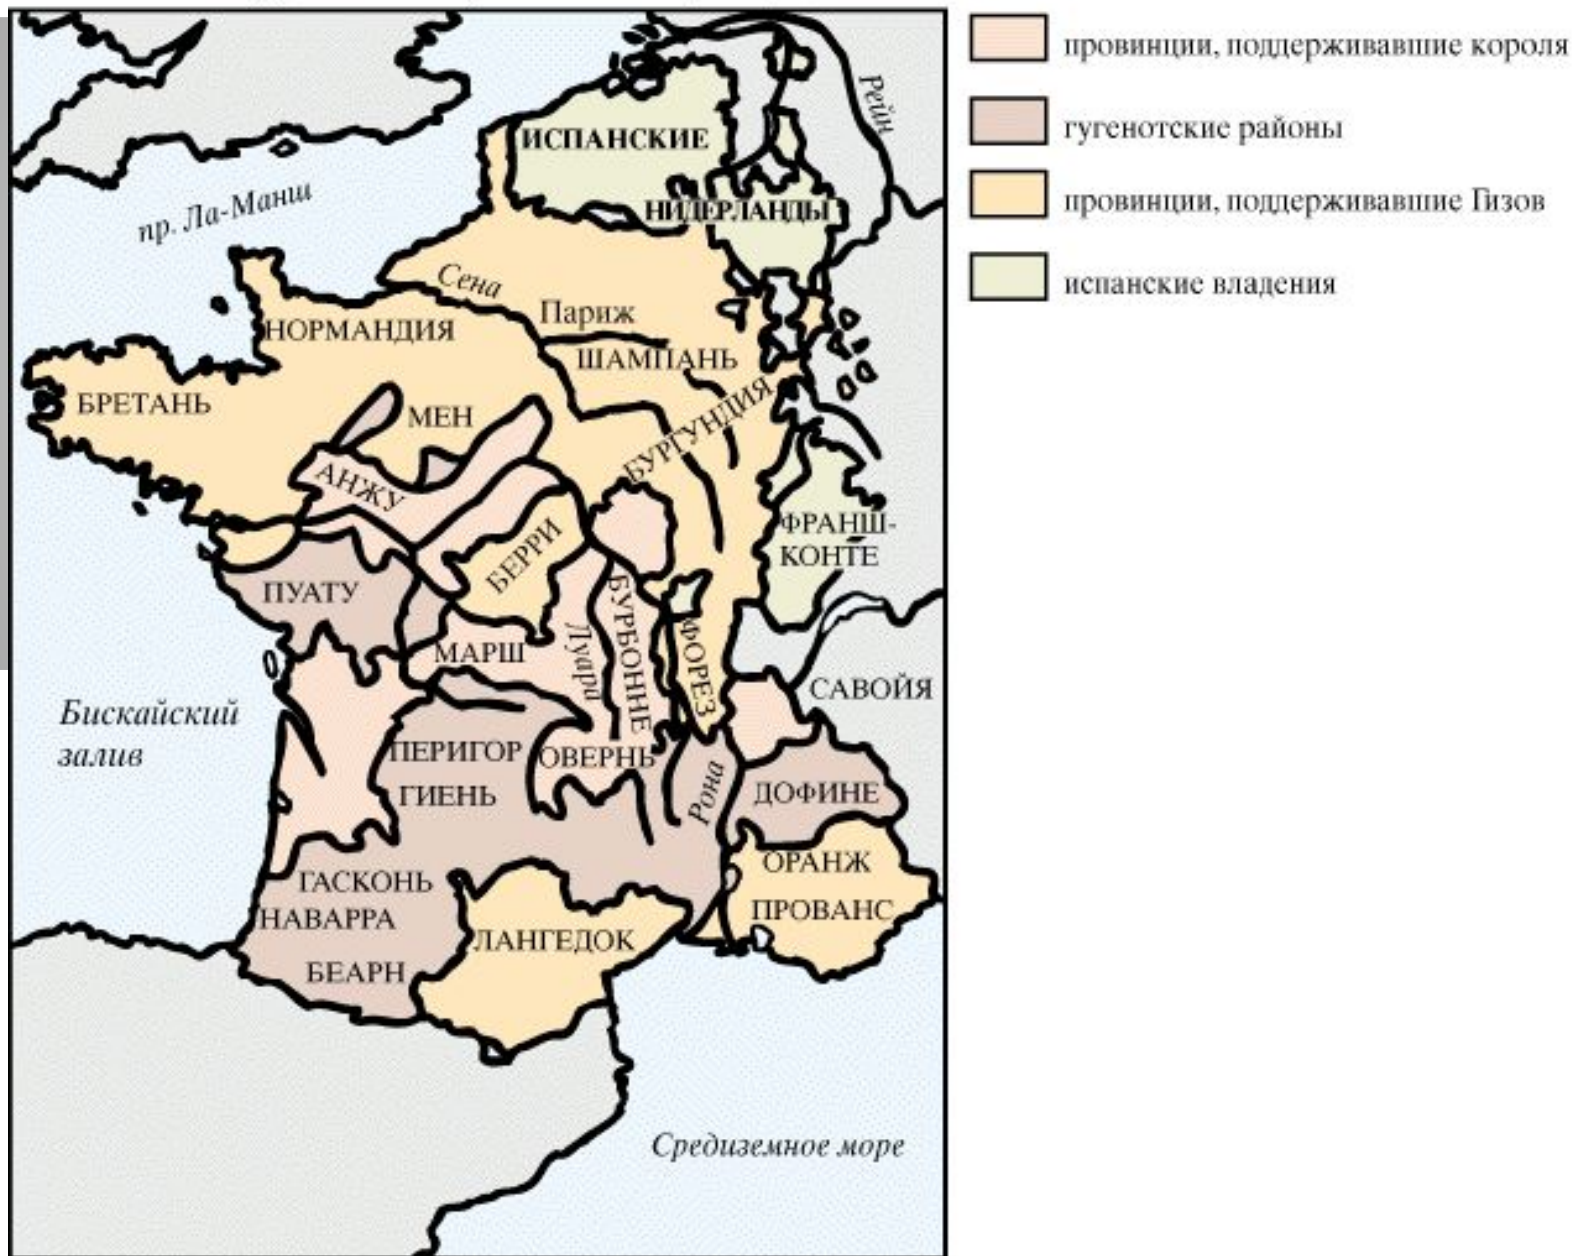 провинции, поддерживавшие короля
гугенотские районы
провинции, поддерживавшие Гизов
испанские владения
Рейн
ИСПАНСКИЕ
НИДЕРЛАНДЫ
пр. Ла-Манш
Сена
Париж
НОРМАНДИЯ
ШАМПАНЬ
БРЕТАНЬ
МЕН
БУРГУНДИЯ
АНЖУ
ФРАНШ-
КОНТЕ
БЕРРИ
ПУАТУ
БУРБОННЕ
Луара
МАРШ
ФОРЕЗ
САВОЙЯ
Бискайский
залив
ПЕРИГОР
ОВЕРНЬ
ГИЕНЬ
Рона
ДОФИНЕ
ОРАНЖ
ГАСКОНЬ
НАВАРРА
ПРОВАНС
ЛАНГЕДОК
БЕАРН
Средиземное море